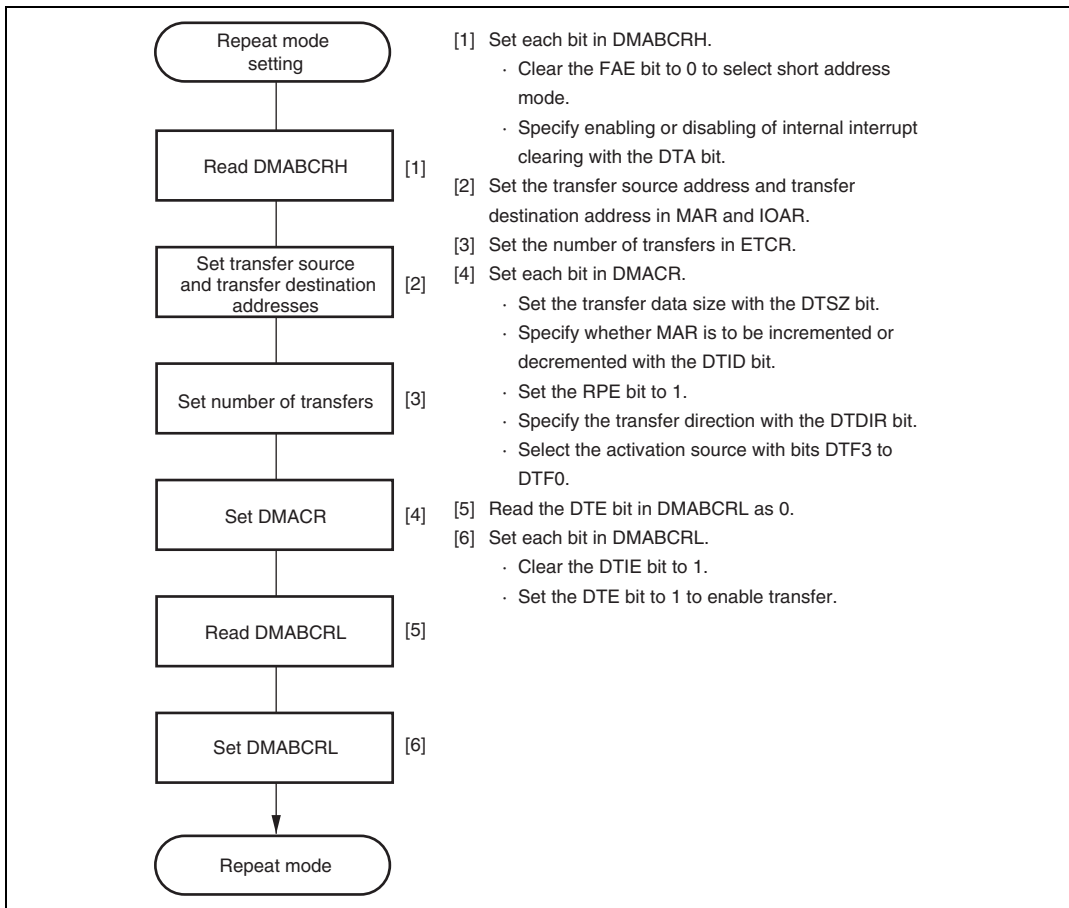 Repeat mode
setting
Read DMABCRH
[1]
Set transfer source
and transfer destination
addresses
[2]
Set number of transfers
[3]
Set DMACR
[4]
Read DMABCRL
[5]
Set DMABCRL
[6]
Repeat mode
[1] Set each bit in DMABCRH.
· Clear the FAE bit to 0 to select short address
mode.
· Specify enabling or disabling of internal interrupt
clearing with the DTA bit.
[2] Set the transfer source address and transfer
destination address in MAR and IOAR.
[3] Set the number of transfers in ETCR.
[4] Set each bit in DMACR.
· Set the transfer data size with the DTSZ bit.
· Specify whether MAR is to be incremented or
decremented with the DTID bit.
· Set the RPE bit to 1.
· Specify the transfer direction with the DTDIR bit.
· Select the activation source with bits DTF3 to
DTF0.
[5] Read the DTE bit in DMABCRL as 0.
[6] Set each bit in DMABCRL.
· Clear the DTIE bit to 1.
· Set the DTE bit to 1 to enable transfer.